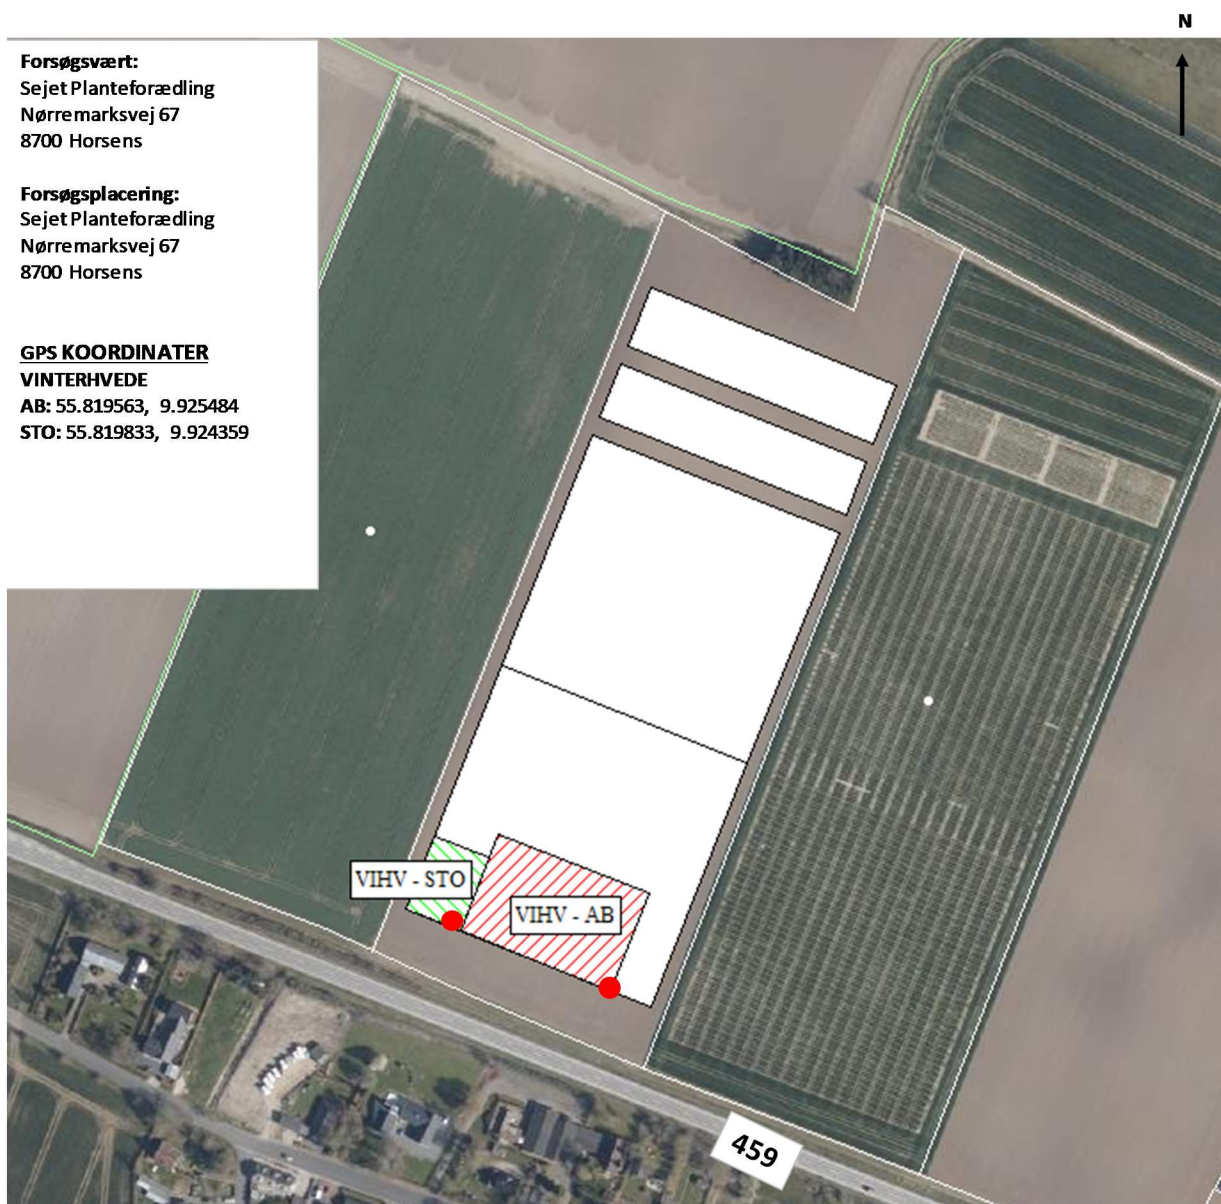 N
Forsøgsvært:
Sejet Planteforædling
Nørremarksvej 67
8700 Horsens
Forsøgsplacering:
Sejet Planteforædling
Nørremarksvej 67
8700 Horsens
GPS KOORDINATER
VINTERHVEDE
AB: 55.819563, 9.925484
STO: 55.819833, 9.924359
VIHV - STO
VIHV - AB
459